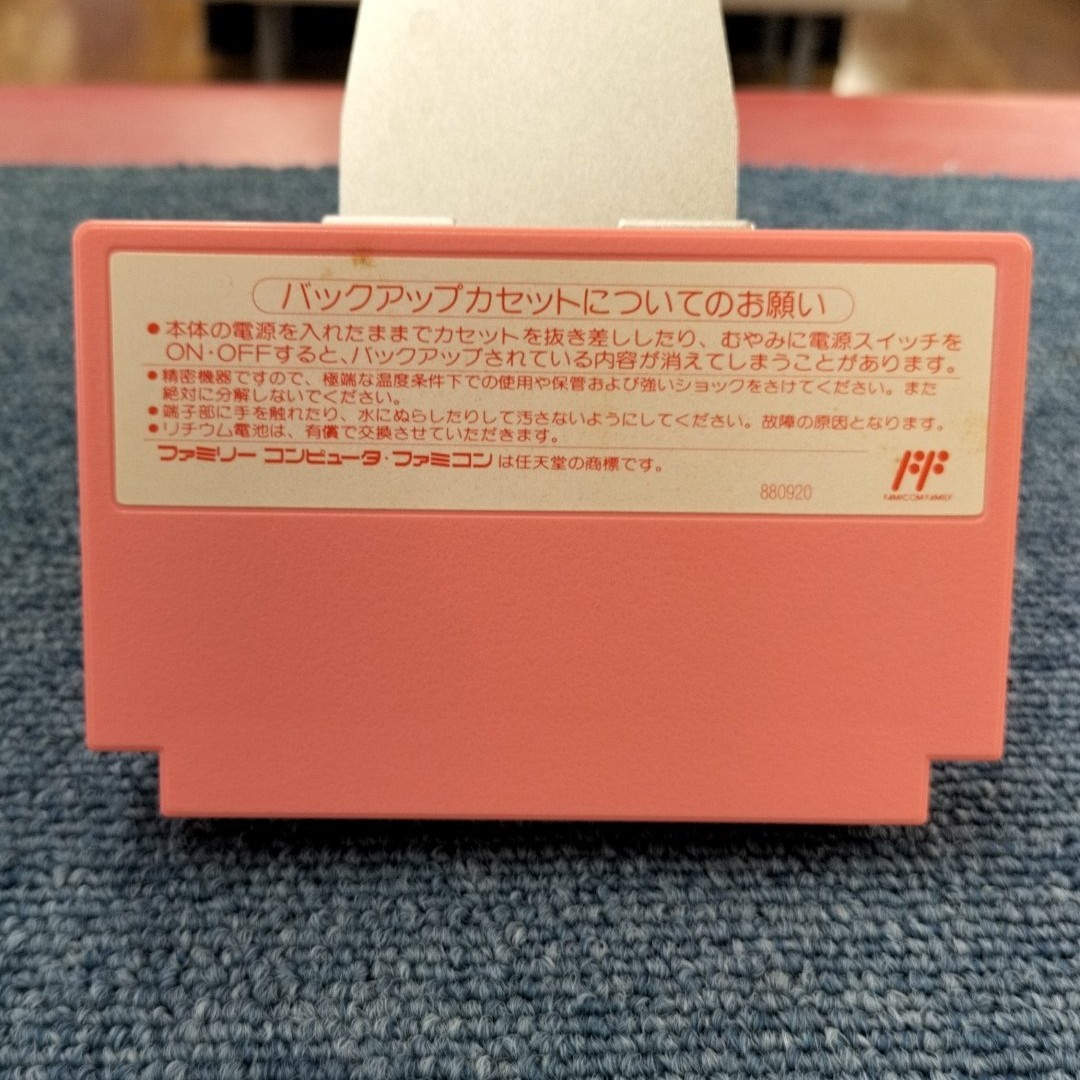 バックアップカセットについてのお願い
●本体の電源を入れたままでカセットを抜き差ししたり、むやみに電源スイッチを
ON・OFFすると、バックアップされている内容が消えてしまうことがあります。
●精密機器ですので、極端な温度条件下での使用や保管および強いショックをさけてください。また
絶対に分解しないでください。
●端子部に手を触れたり、水にぬらしたりして汚さないようにしてください。故障の原因となります。
●リチウム電池は、有償で交換させていただきます。
ファミリーコンピュータ・ファミコンは任天堂の商標です。
FF
FAMICOM FAMILY
880920